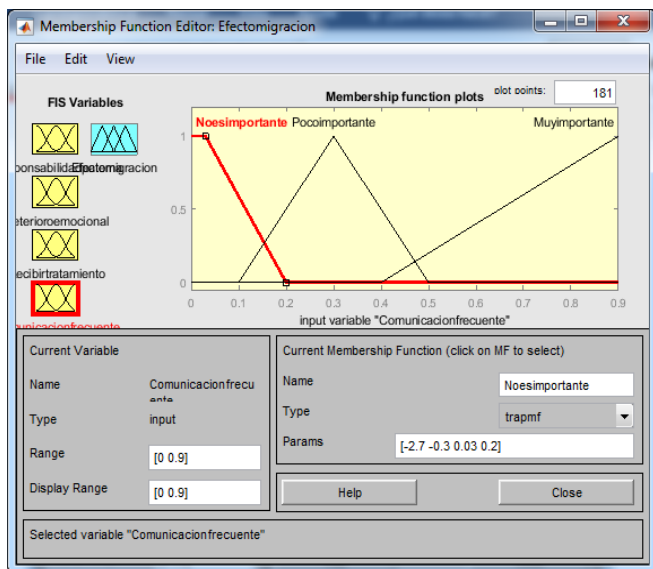 Membership Function Editor: Efectomigracion
File Edit View
FIS Variables
Efectomigracion
ecibirtratamiento
eterioroemocional
Membership function plots
plot points:
181
Noesimportante Pocoimportante Muyimportante
1
0.5
0
0 0.1 0.2 0.3 0.4 0.5 0.6 0.7 0.8 0.9
input variable "Comunicacionfrecuente"
Current Variable
Name Comunicacionfrecu
ente
Type input
Range [0 0.9]
Display Range [0 0.9]
Current Membership Function (click on MF to select)
Name Noesimportante
Type trapmf
Params [-2.7 -0.3 0.03 0.2]
Help Close
Selected variable "Comunicacionfrecuente"